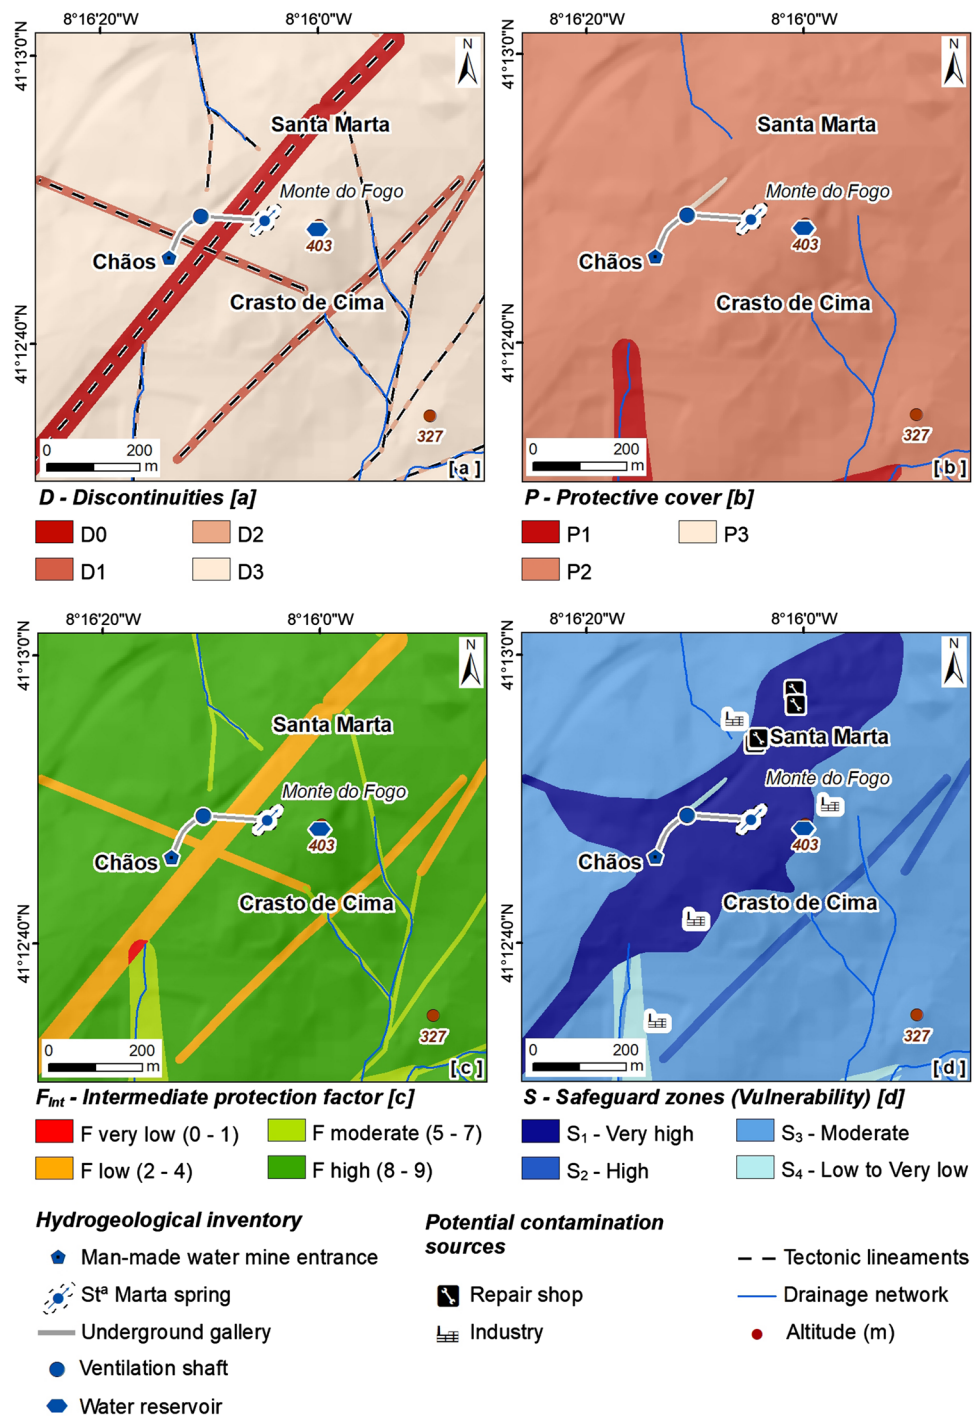 8°16'20"W 8°16'0"W 8°16'20"W 8°16'0"W
41°13'0"N
41°12'40"N
N
Santa Marta
Monte do Fogo
403
Chãos
Crasto de Cima
327
0 200
m
[ a ]
41°13'0"N
41°12'40"N
N
Santa Marta
Monte do Fogo
403
Chãos
Crasto de Cima
327
0 200
m
[ b ]
D - Discontinuities [a]
D0 D2
D1 D3
P - Protective cover [b]
P1 P3
P2
8°16'20"W 8°16'0"W 8°16'20"W 8°16'0"W
41°13'0"N
41°12'40"N
N
Santa Marta
Monte do Fogo
403
Chãos
Crasto de Cima
327
0 200
m
[ c ]
41°13'0"N
41°12'40"N
N
Santa Marta
Monte do Fogo
403
Chãos
Crasto de Cima
327
0 200
m
[ d ]
FInt - Intermediate protection factor [c]
F very low (0 - 1) F moderate (5 - 7)
F low (2 - 4) F high (8 - 9)
S - Safeguard zones (Vulnerability) [d]
S1 - Very high S3 - Moderate
S2 - High S4 - Low to Very low
Hydrogeological inventory
Man-made water mine entrance
Stª Marta spring
Underground gallery
Ventilation shaft
Water reservoir
Potential contamination
sources
Repair shop
Industry
Tectonic lineaments
Drainage network
Altitude (m)